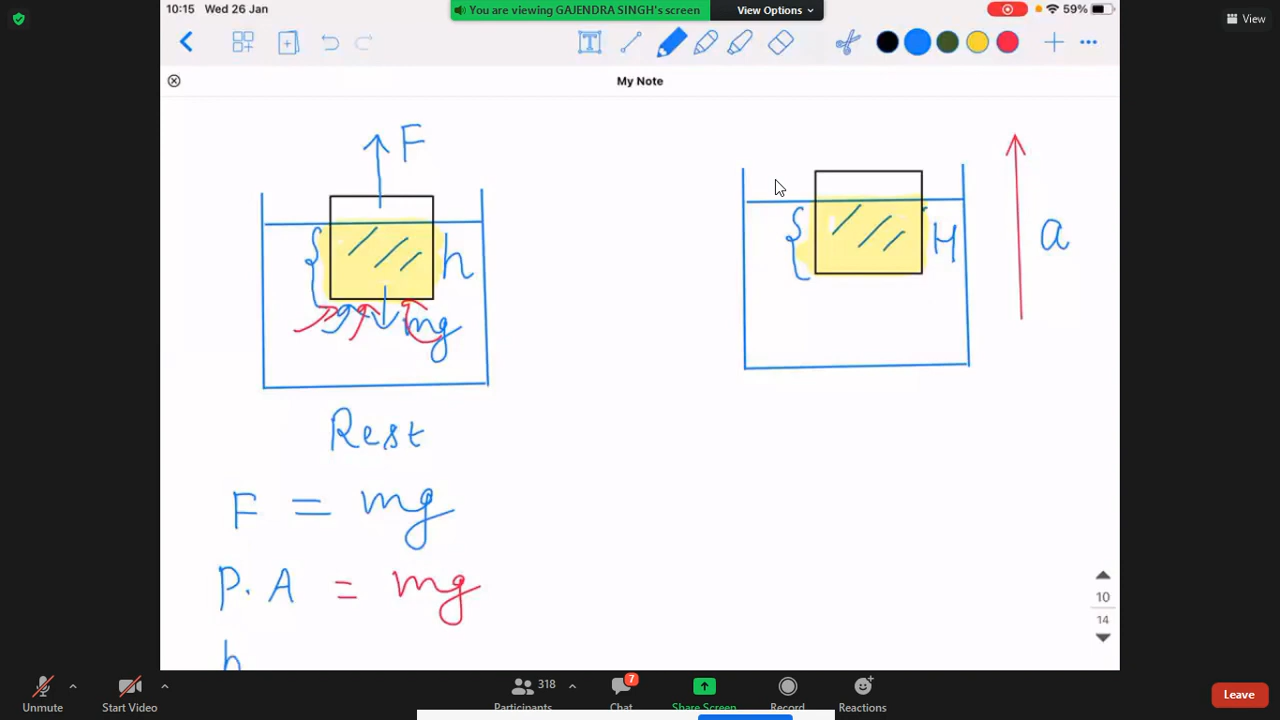 10:15 Wed 26 Jan
You are viewing GAJENDRA SINGH's screen
View Options
59%
View
My Note
F
h
mg
Rest
F = mg
P. A = mg
h
H
a
10
14
Unmute
Start Video
318
Participants
7
Chat
Share Screen
Record
Reactions
Leave